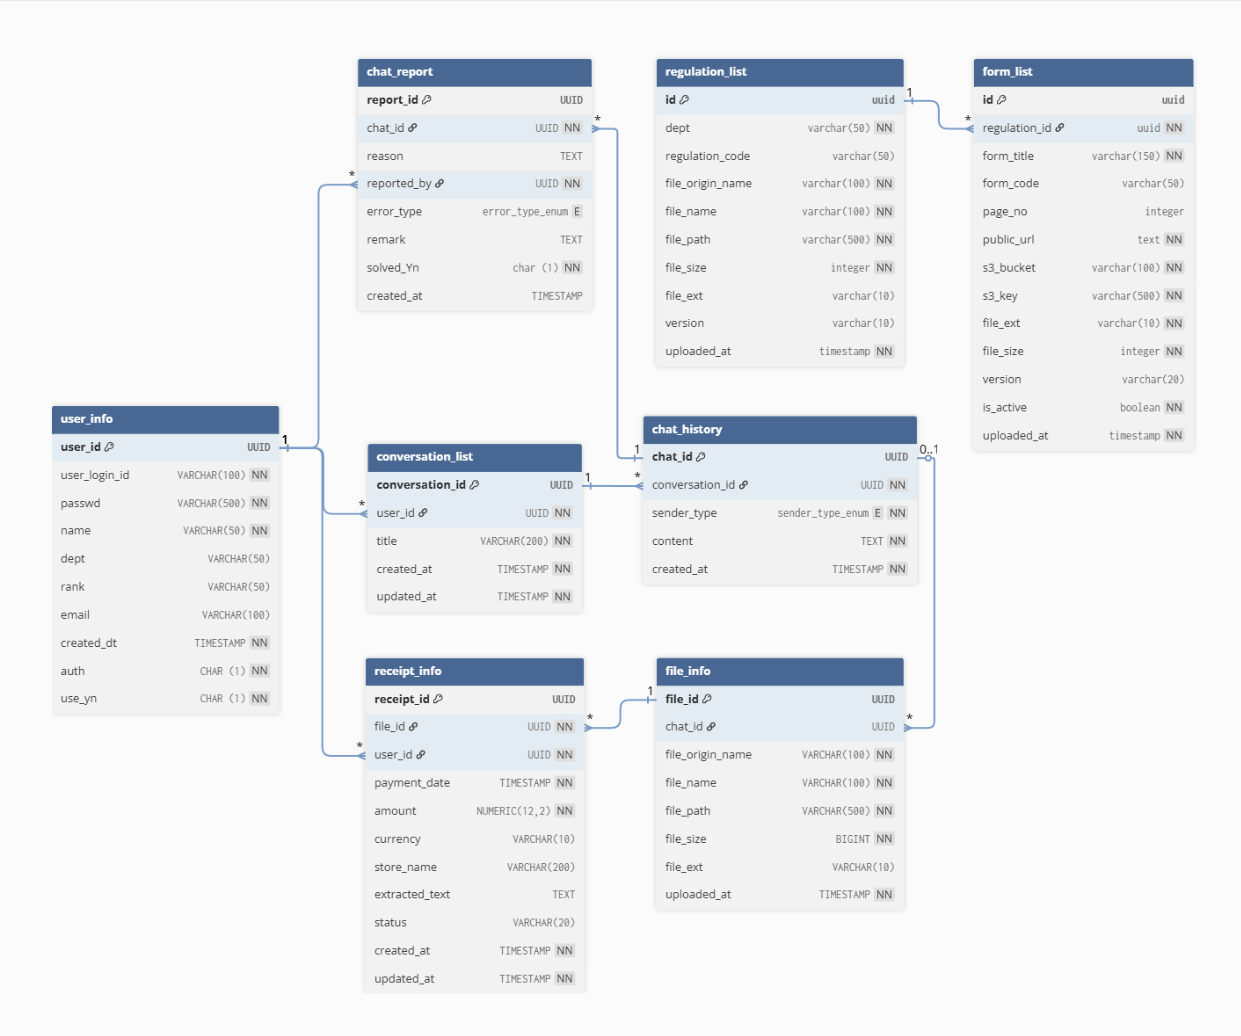 chat_report
report_id UUID
chat_id UUID NN
reason TEXT
reported_by UUID NN
error_type error_type_enum E
remark TEXT
solved_Yn char (1) NN
created_at TIMESTAMP
*
*
regulation_list
id uuid
dept varchar(50) NN
regulation_code varchar(50)
file_origin_name varchar(100) NN
file_name varchar(100) NN
file_path varchar(500) NN
file_size integer NN
file_ext varchar(10)
version varchar(10)
uploaded_at timestamp NN
1
*
form_list
id uuid
regulation_id uuid NN
form_title varchar(150) NN
form_code varchar(50)
page_no integer
public_url text NN
s3_bucket varchar(100) NN
s3_key varchar(500) NN
file_ext varchar(10) NN
file_size integer NN
version varchar(20)
is_active boolean NN
uploaded_at timestamp NN
user_info
user_id UUID
user_login_id VARCHAR(100) NN
passwd VARCHAR(500) NN
name VARCHAR(50) NN
dept VARCHAR(50)
rank VARCHAR(50)
email VARCHAR(100)
created_dt TIMESTAMP NN
auth CHAR (1) NN
use_yn CHAR (1) NN
1
*
conversation_list
conversation_id UUID
user_id UUID NN
title VARCHAR(200) NN
created_at TIMESTAMP NN
updated_at TIMESTAMP NN
1
1
*
chat_history
chat_id UUID
conversation_id UUID NN
sender_type sender_type_enum E NN
content TEXT NN
created_at TIMESTAMP NN
0..1
*
receipt_info
receipt_id UUID
file_id UUID NN
user_id UUID NN
payment_date TIMESTAMP NN
amount NUMERIC(12,2) NN
currency VARCHAR(10)
store_name VARCHAR(200)
extracted_text TEXT
status VARCHAR(20)
created_at TIMESTAMP NN
updated_at TIMESTAMP NN
*
1
file_info
file_id UUID
chat_id UUID
file_origin_name VARCHAR(100) NN
file_name VARCHAR(100) NN
file_path VARCHAR(500) NN
file_size BIGINT NN
file_ext VARCHAR(10)
uploaded_at TIMESTAMP NN
*